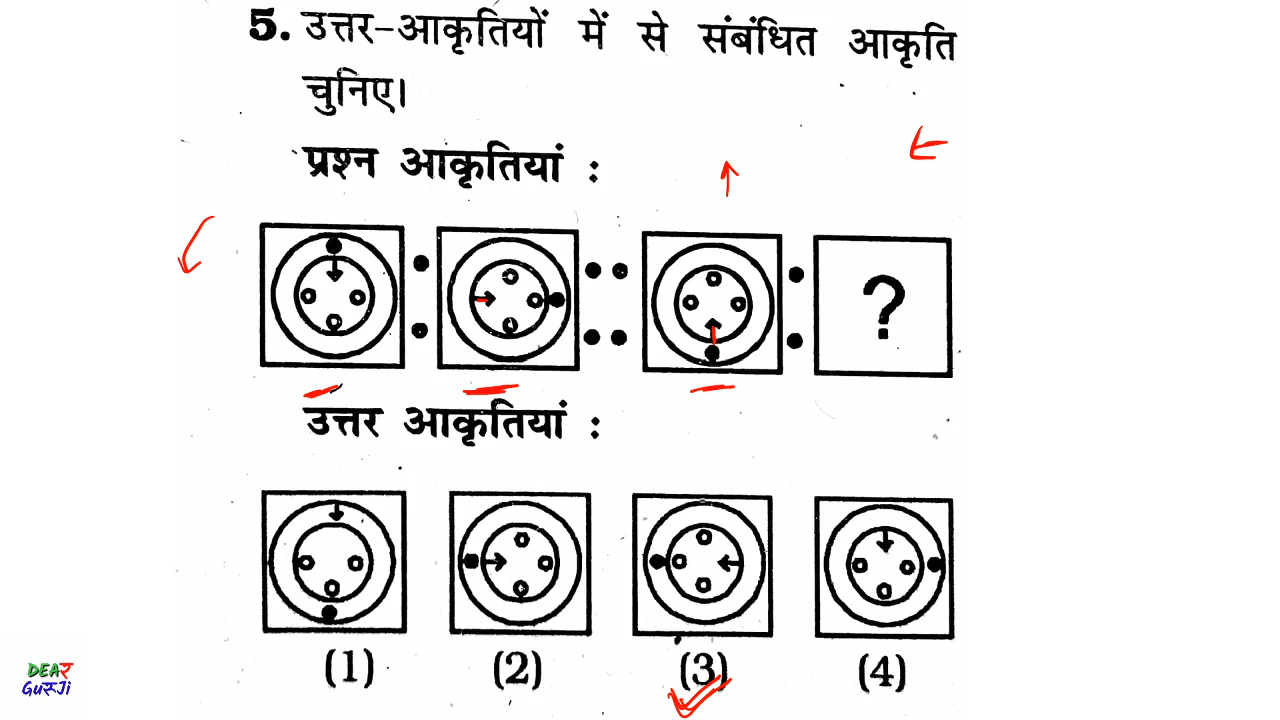 5. उत्तर-आकृतियों में से संबंधित आकृति
चुनिए।
प्रश्न आकृतियां :
?
उत्तर आकृतियां :
(1) (2) (3) (4)
DEAR
GuruJi